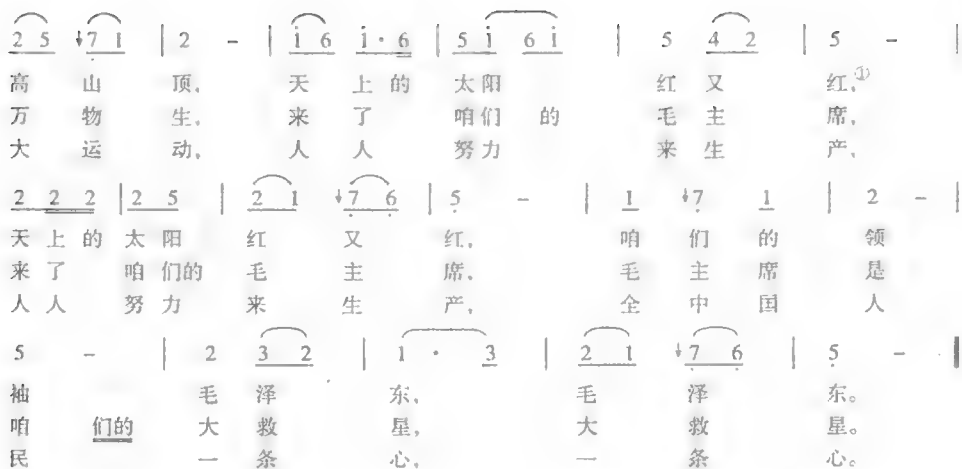 2 5 ↓7 1 | 2 - | i 6 i· 6 | 5 i 6 i | 5 4 2 | 5 - |
高 山 顶, 天 上 的 太 阳 红 又 红,①
万 物 生, 来 了 咱 们 的 毛 主 席,
大 运 动, 人 人 努 力 来 生 产,
2 2 2 | 2 5 | 2 1 ↓7 6 | 5 - | 1 ↓7 1 | 2 - |
天 上 的 太 阳 红 又 红, 咱 们 的 领
来 了 咱 们的 毛 主 席, 毛 主 席 是
人 人 努 力 来 生 产, 全 中 国 人
5 - | 2 3 2 | 1 · 3 | 2 1 ↓7 6 | 5 -
袖 毛 泽 东, 毛 泽 东。
咱 们的 大 救 星, 大 救 星。
民 一 条 心, 一 条 心。